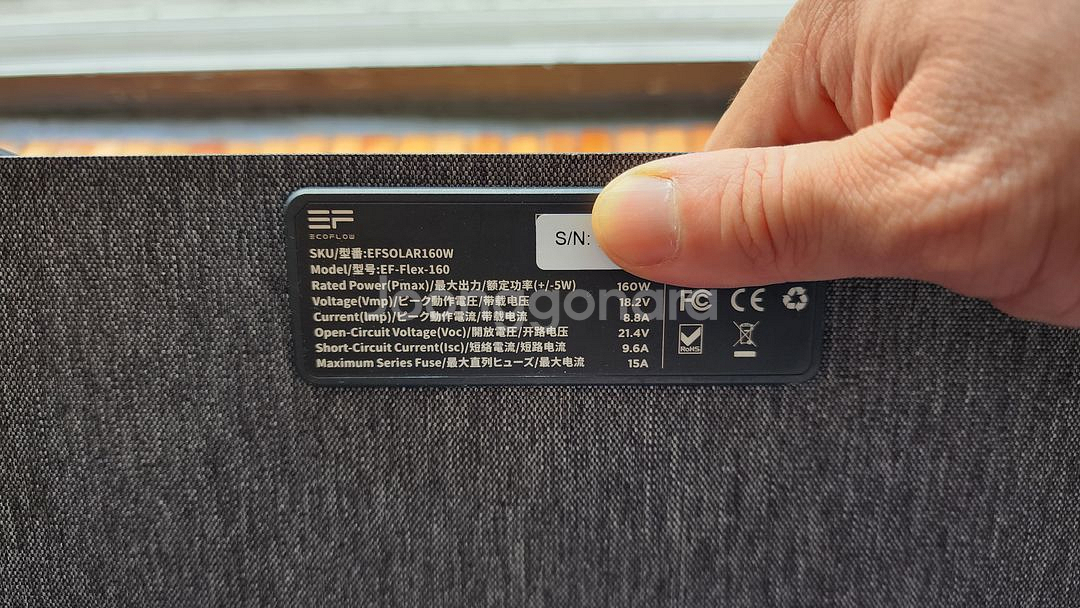 EF
ECOFLOW
S/N:
SKU/型番:EFSOLAR160W
Model/型号:EF-Flex-160
Rated Power(Pmax)/最大出力/额定功率(+/-5W) 160W
Voltage(Vmp)/ピーク動作電圧/带载电压 18.2V
Current(Imp)/ピーク動作電流/带载电流 8.8A
Open-Circuit Voltage(Voc)/開放電圧/开路电压 21.4V
Short-Circuit Current(Isc)/短絡電流/短路电流 9.6A
Maximum Series Fuse/最大直列ヒューズ/最大电流 15A
FC CE
RoHS